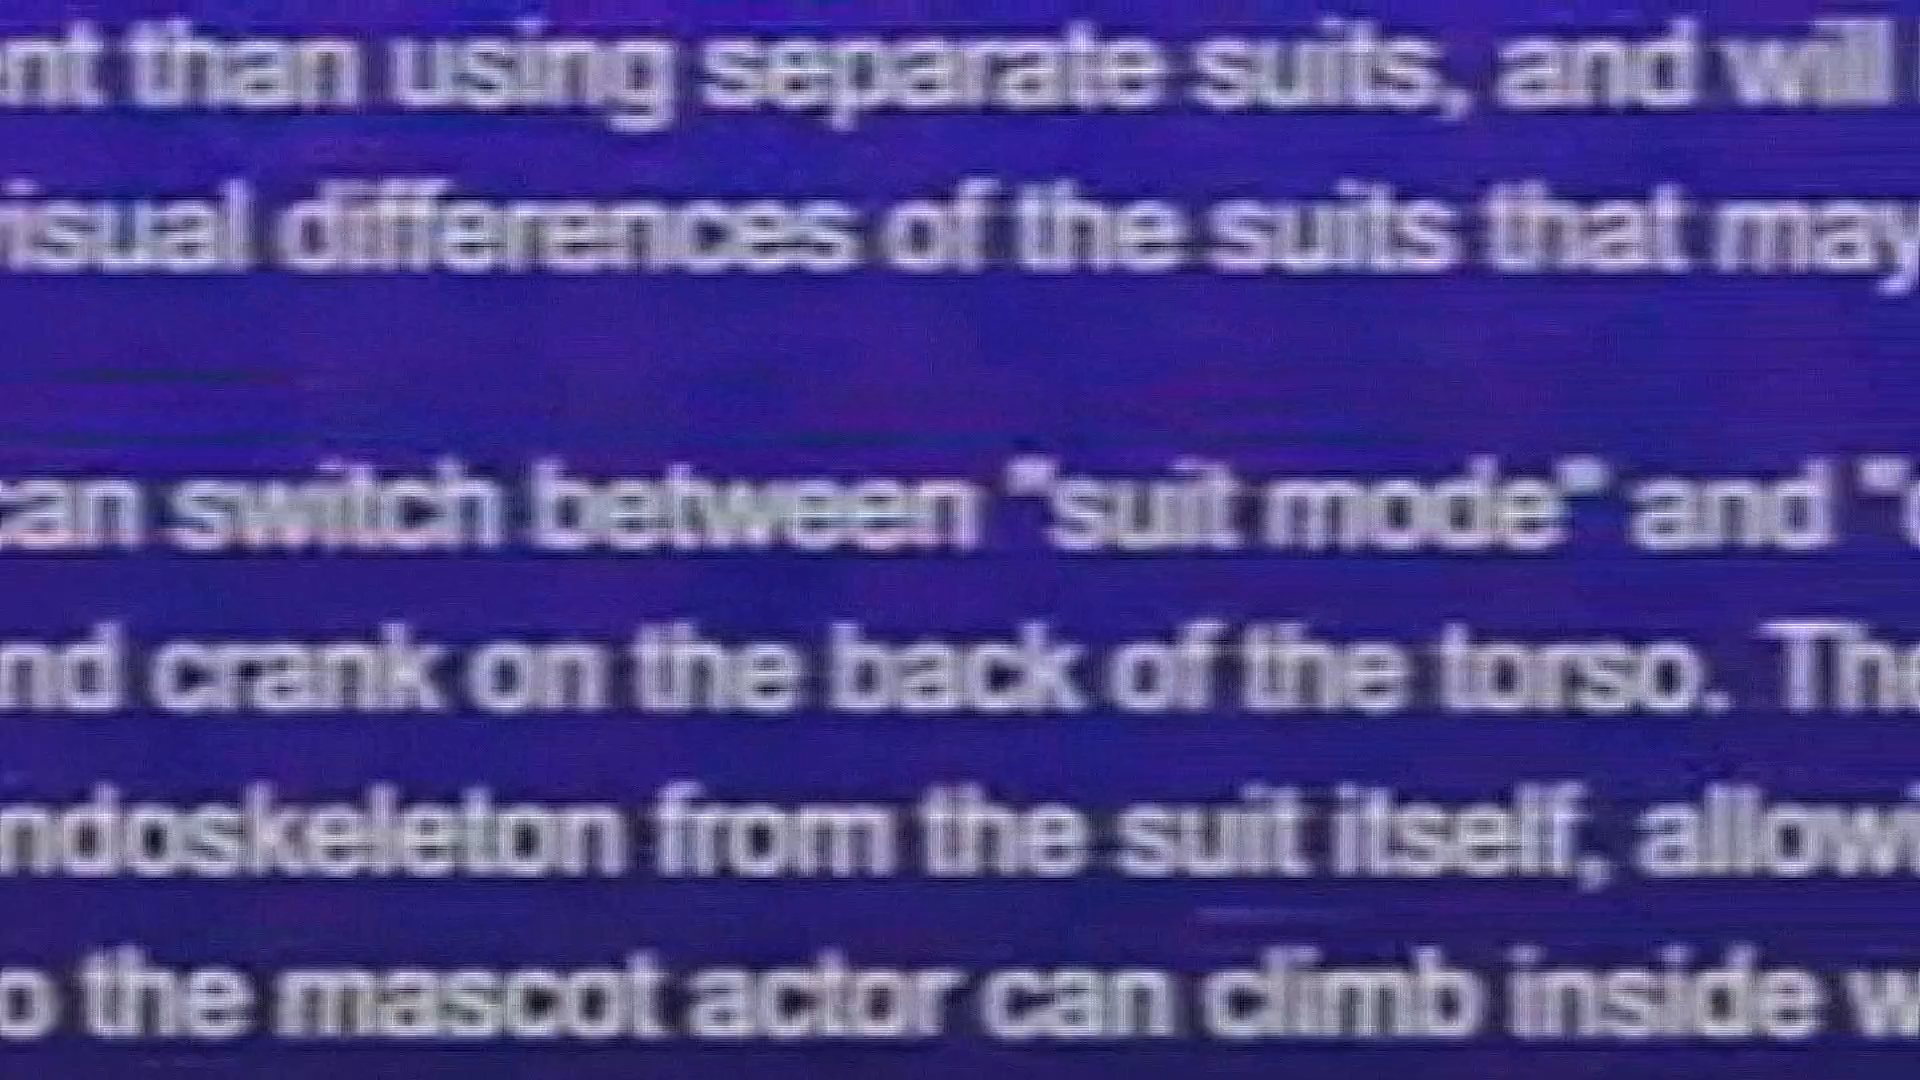 nt than using separate suits, and will
isual differences of the suits that may
can switch between "suit mode" and "
nd crank on the back of the torso. The
ndoskeleton from the suit itself, allowi
o the mascot actor can climb inside w